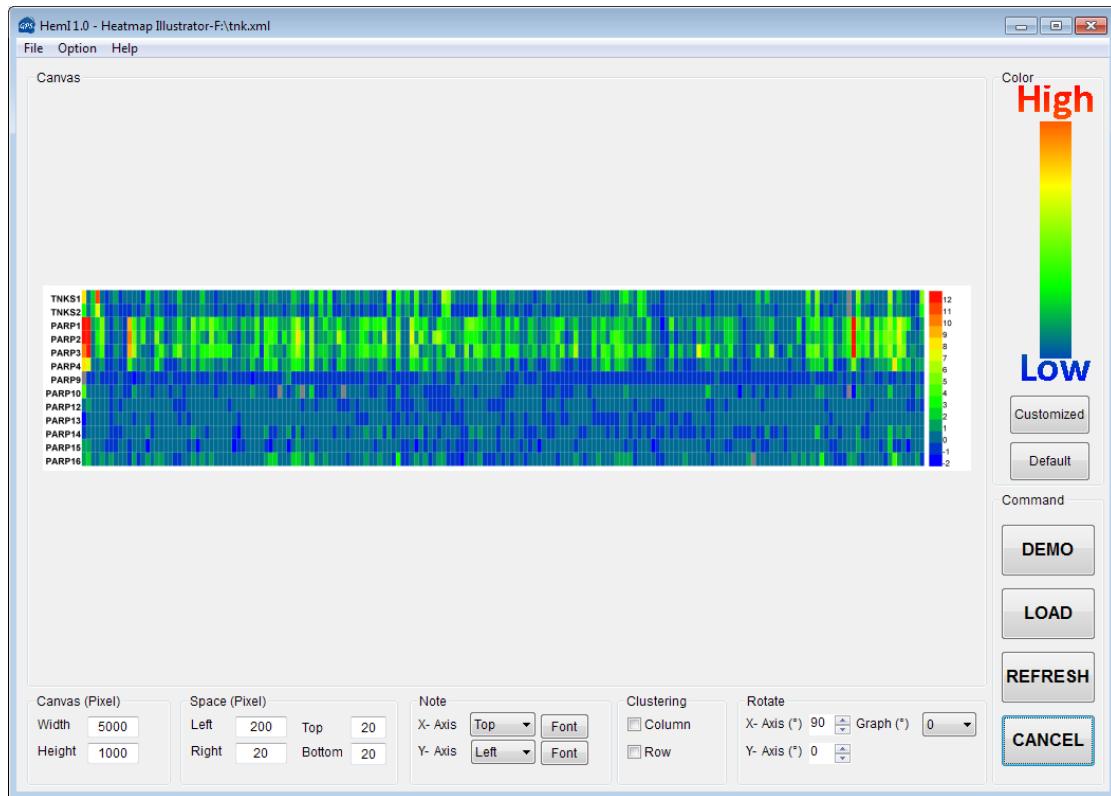 GPS HemI 1.0 - Heatmap Illustrator-F:\tnk.xml
File Option Help
Canvas
TNKS1
TNKS2
PARP1
PARP2
PARP3
PARP4
PARP9
PARP10
PARP12
PARP13
PARP14
PARP15
PARP16
12
11
10
9
8
7
6
5
4
3
2
1
0
-1
-2
Color
High
Low
Customized
Default
Command
DEMO
LOAD
REFRESH
CANCEL
Canvas (Pixel)
Width 5000
Height 1000
Space (Pixel)
Left 200 Top 20
Right 20 Bottom 20
Note
X- Axis Top Font
Y- Axis Left Font
Clustering
Column
Row
Rotate
X- Axis (°) 90 Graph (°) 0
Y- Axis (°) 0